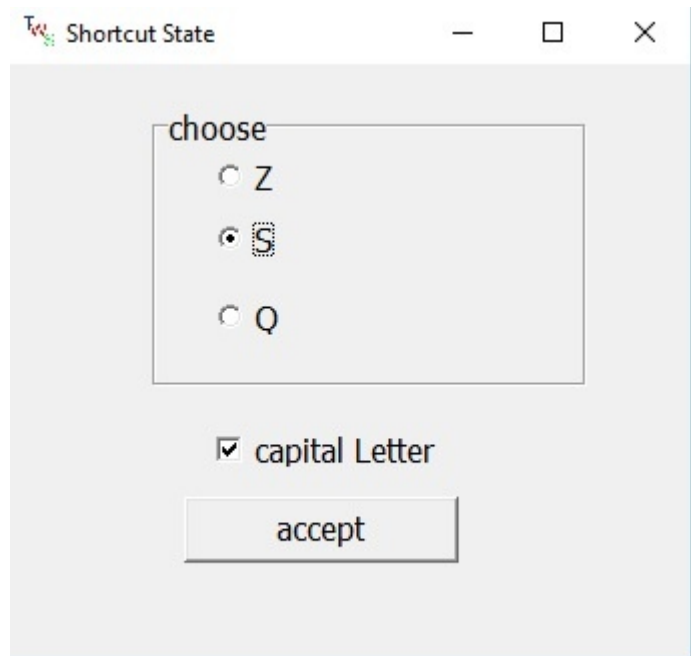 Shortcut State
choose
Z
S
Q
capital Letter
accept